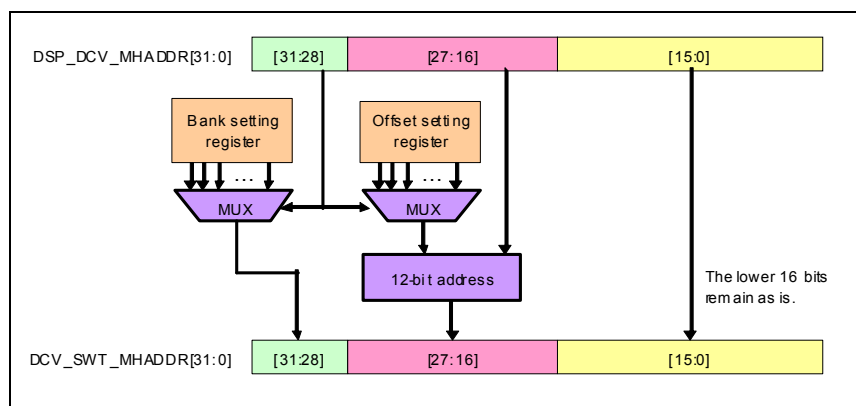 DSP_DCV_MHADDR[31:0]
[31:28]
[27:16]
[15:0]
Bank setting
register
Offset setting
register
...
...
MUX
MUX
12-bit address
The lower 16 bits
remain as is.
DCV_SWT_MHADDR[31:0]
[31:28]
[27:16]
[15:0]